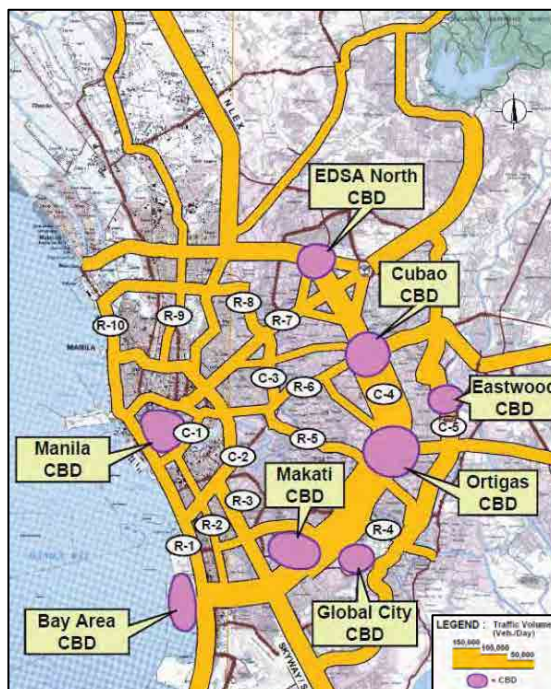 NLEX
EDSA North
CBD
Cubao
CBD
R-8
R-10
R-9
R-7
MANILA
C-3
R-6
C-4
Eastwood
CBD
C-1
C-5
Manila
CBD
C-2
R-5
Makati
CBD
Ortigas
CBD
R-3
R-2
R-4
R-1
Global City
CBD
Bay Area
CBD
SKYWAY/S
LEGEND : Traffic Volume
(Veh./Day)
150,000
100,000
50,000
= CBD